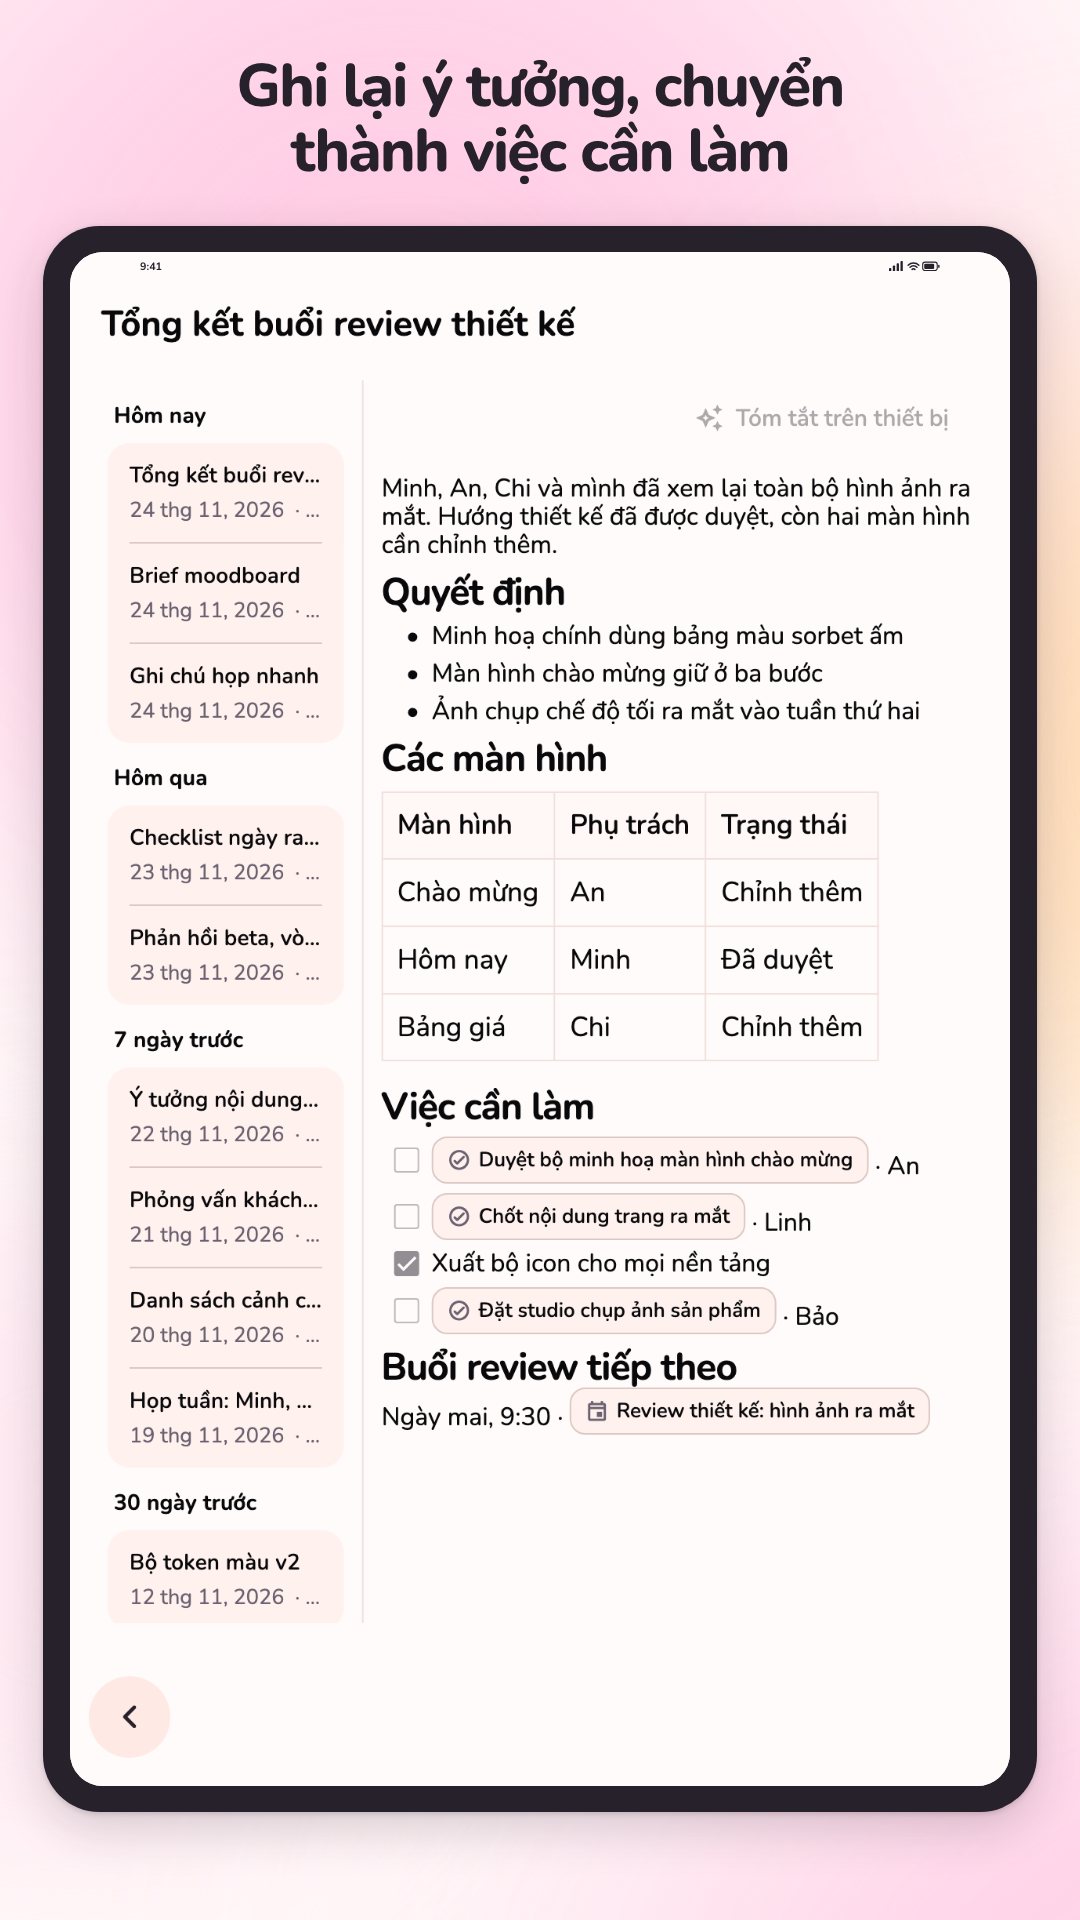 Ghi lại ý tưởng, chuyển
thành việc cần làm
9:41
Tổng kết buổi review thiết kế
Hôm nay
Tổng kết buổi rev...
24 thg 11, 2026 · ...
Brief moodboard
24 thg 11, 2026 · ...
Ghi chú họp nhanh
24 thg 11, 2026 · ...
Hôm qua
Checklist ngày ra...
23 thg 11, 2026 · ...
Phản hồi beta, vò...
23 thg 11, 2026 · ...
7 ngày trước
Ý tưởng nội dung...
22 thg 11, 2026 · ...
Phỏng vấn khách...
21 thg 11, 2026 · ...
Danh sách cảnh c...
20 thg 11, 2026 · ...
Họp tuần: Minh, ...
19 thg 11, 2026 · ...
30 ngày trước
Bộ token màu v2
12 thg 11, 2026 · ...
Tóm tắt trên thiết bị
Minh, An, Chi và mình đã xem lại toàn bộ hình ảnh ra
mắt. Hướng thiết kế đã được duyệt, còn hai màn hình
cần chỉnh thêm.
Quyết định
• Minh hoạ chính dùng bảng màu sorbet ấm
• Màn hình chào mừng giữ ở ba bước
• Ảnh chụp chế độ tối ra mắt vào tuần thứ hai
Các màn hình
Màn hình Phụ trách Trạng thái
Chào mừng An Chỉnh thêm
Hôm nay Minh Đã duyệt
Bảng giá Chi Chỉnh thêm
Việc cần làm
Duyệt bộ minh hoạ màn hình chào mừng · An
Chốt nội dung trang ra mắt · Linh
Xuất bộ icon cho mọi nền tảng
Đặt studio chụp ảnh sản phẩm · Bảo
Buổi review tiếp theo
Ngày mai, 9:30 · Review thiết kế: hình ảnh ra mắt